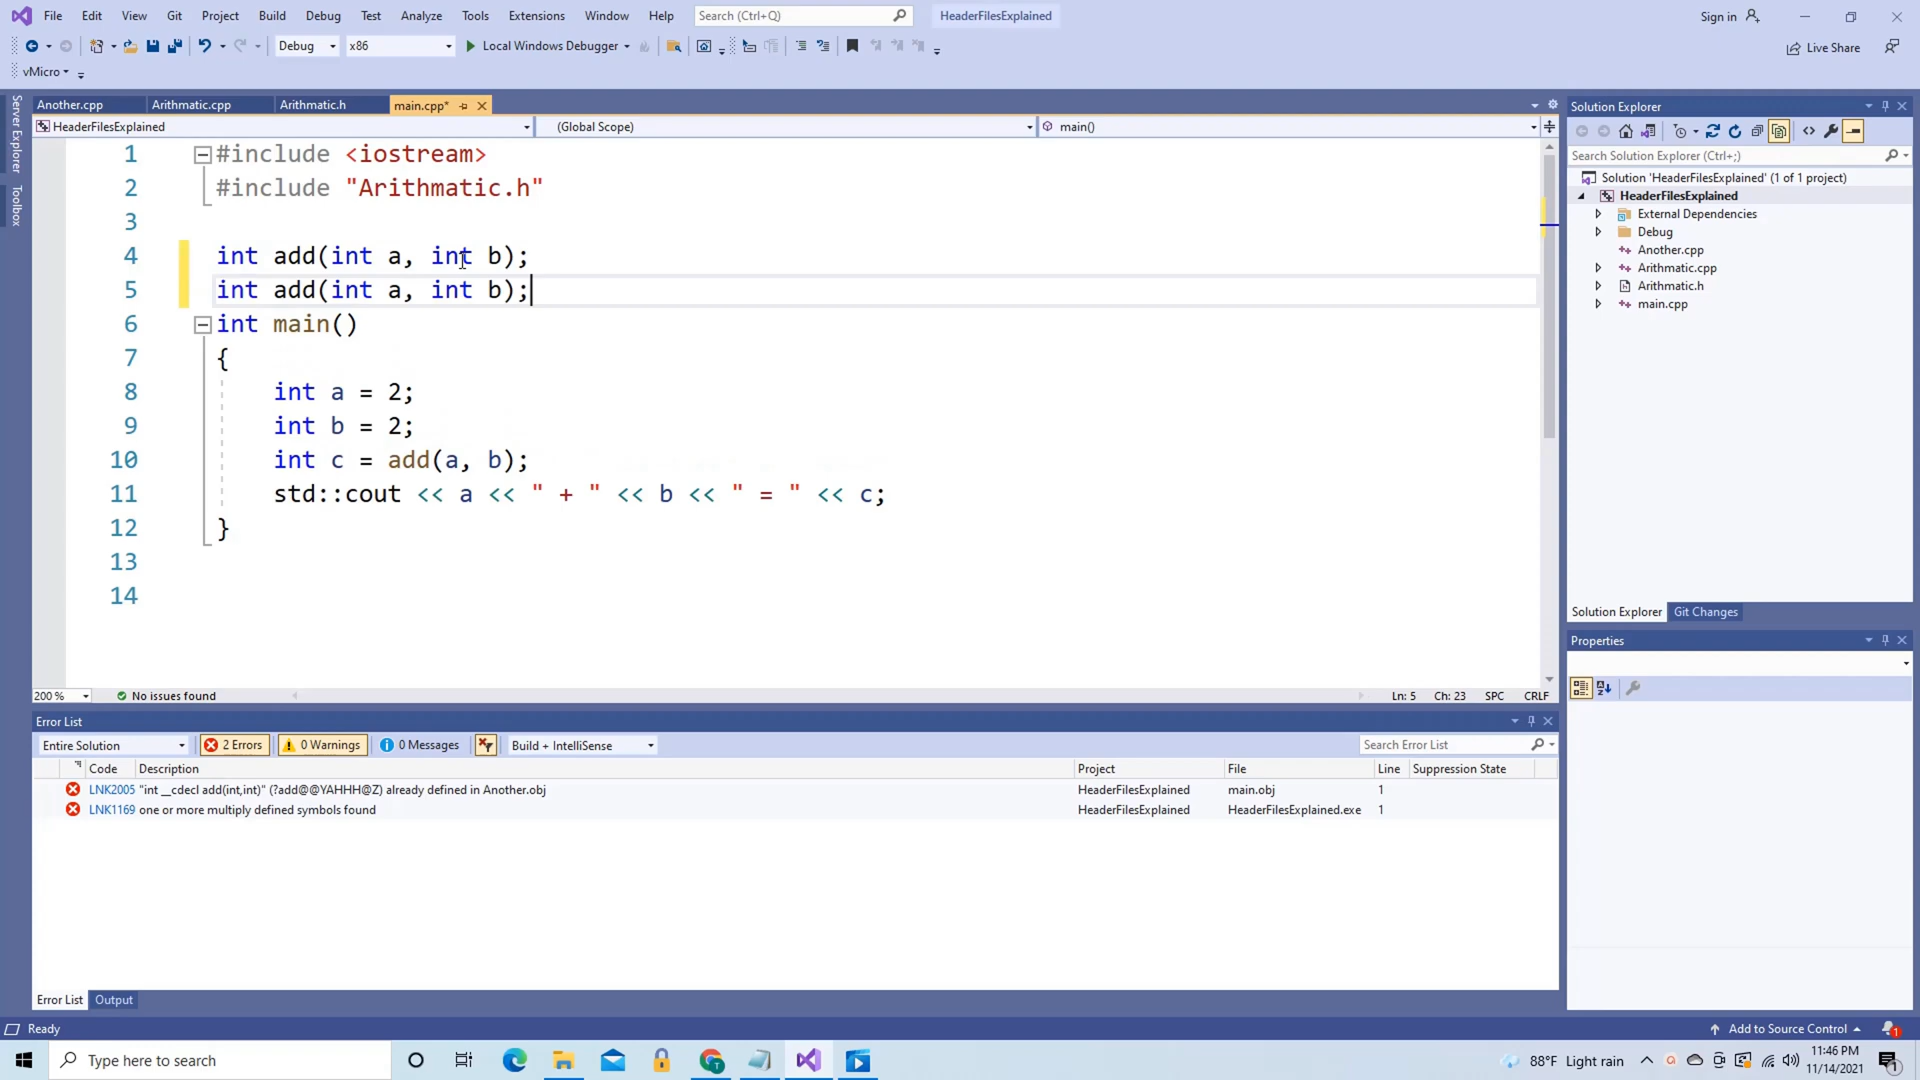 File Edit View Git Project Build Debug Test Analyze Tools Extensions Window Help Search (Ctrl+Q) HeaderFilesExplained Sign in
Debug x86 Local Windows Debugger Live Share
vMicro
Server Explorer
Toolbox
Another.cpp Arithmatic.cpp Arithmatic.h main.cpp*
HeaderFilesExplained (Global Scope) main()
1 #include <iostream>
2 #include "Arithmatic.h"
3
4 int add(int a, int b);
5 int add(int a, int b);
6 int main()
7 {
8 int a = 2;
9 int b = 2;
10 int c = add(a, b);
11 std::cout << a << " + " << b << " = " << c;
12 }
13
14
200 % No issues found Ln: 5 Ch: 23 SPC CRLF
Solution Explorer
Search Solution Explorer (Ctrl+;)
Solution 'HeaderFilesExplained' (1 of 1 project)
HeaderFilesExplained
External Dependencies
Debug
Another.cpp
Arithmatic.cpp
Arithmatic.h
main.cpp
Solution Explorer Git Changes
Properties
Error List
Entire Solution 2 Errors 0 Warnings 0 Messages Build + IntelliSense Search Error List
Code Description Project File Line Suppression State
LNK2005 "int __cdecl add(int,int)" (?add@@YAHHH@Z) already defined in Another.obj HeaderFilesExplained main.obj 1
LNK1169 one or more multiply defined symbols found HeaderFilesExplained HeaderFilesExplained.exe 1
Error List Output
Ready Add to Source Control 1
Type here to search 88°F Light rain 11:46 PM
11/14/2021 1